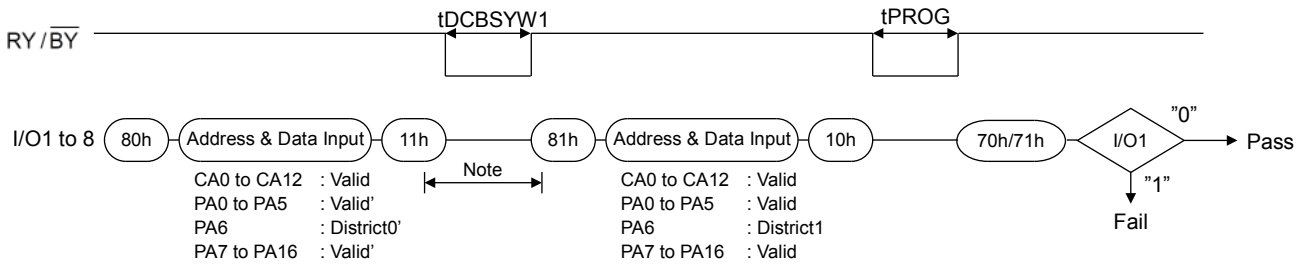 tDCBSYW1
tPROG
RY / BY
I/O1 to 8 80h Address & Data Input 11h 81h Address & Data Input 10h 70h/71h I/O1 ”0” Pass
Note
”1”
Fail
CA0 to CA12 : Valid
PA0 to PA5 : Valid’
PA6 : District0’
PA7 to PA16 : Valid’
CA0 to CA12 : Valid
PA0 to PA5 : Valid
PA6 : District1
PA7 to PA16 : Valid